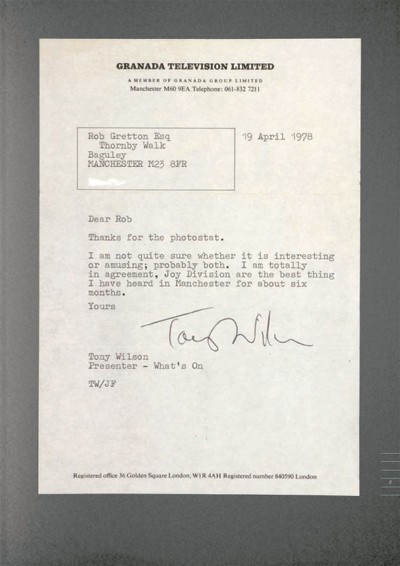 GRANADA TELEVISION LIMITED
A MEMBER OF GRANADA GROUP LIMITED
Manchester M60 9EA Telephone: 061-832 7211
Rob Gretton Esq
Thornby Walk
Baguley
MANCHESTER M23 8FR
19 April 1978
Dear Rob
Thanks for the photostat.
I am not quite sure whether it is interesting
or amusing; probably both. I am totally
in agreement, Joy Division are the best thing
I have heard in Manchester for about six
months.
Yours
Tony Wilson
Tony Wilson
Presenter - What's On
TW/JF
Registered office 36 Golden Square London, W1R 4AH Registered number 840590 London